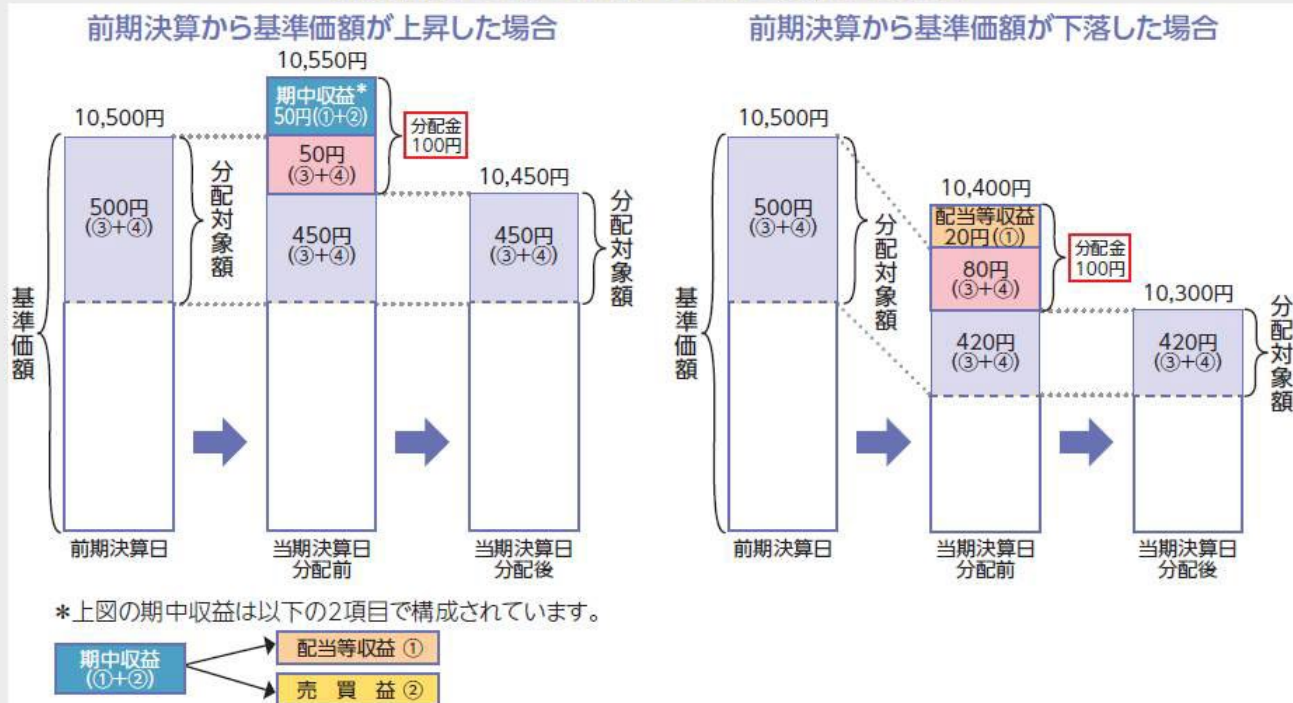 前期決算から基準価額が上昇した場合
10,500円
500円
(③+④)
分配対象額
基準価額
前期決算日
10,550円
期中収益*
50円(①+②)
50円
(③+④)
450円
(③+④)
分配金
100円
当期決算日
分配前
10,450円
450円
(③+④)
分配対象額
当期決算日
分配後
前期決算から基準価額が下落した場合
10,500円
500円
(③+④)
分配対象額
基準価額
前期決算日
10,400円
配当等収益
20円(①)
80円
(③+④)
420円
(③+④)
分配金
100円
当期決算日
分配前
10,300円
420円
(③+④)
分配対象額
当期決算日
分配後
*上図の期中収益は以下の2項目で構成されています。
期中収益
(①+②)
配当等収益 ①
売 買 益 ②